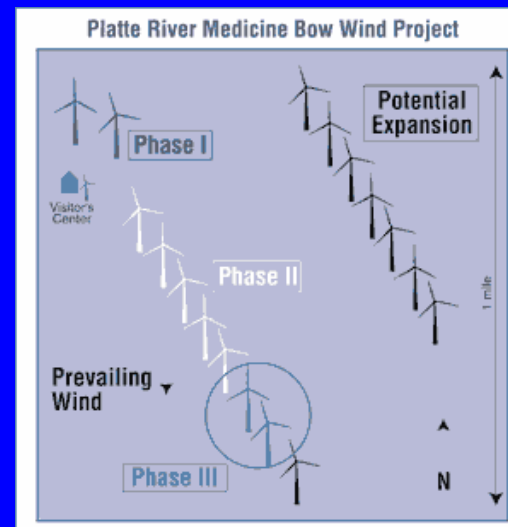 Platte River Medicine Bow Wind Project
Potential
Expansion
Phase I
Visitor's
Center
Phase II
1 mile
Prevailing
Wind
Phase III
N